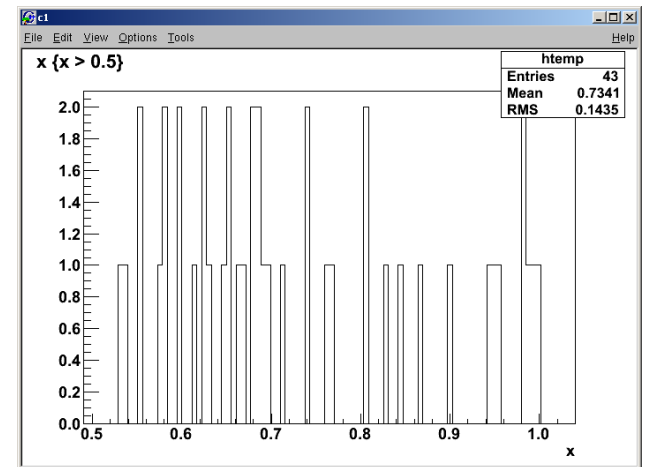 c1
File Edit View Options Tools Help
x {x > 0.5}
htemp
Entries 43
Mean 0.7341
RMS 0.1435
2.0
1.8
1.6
1.4
1.2
1.0
0.8
0.6
0.4
0.2
0.0
0.5 0.6 0.7 0.8 0.9 1.0
x